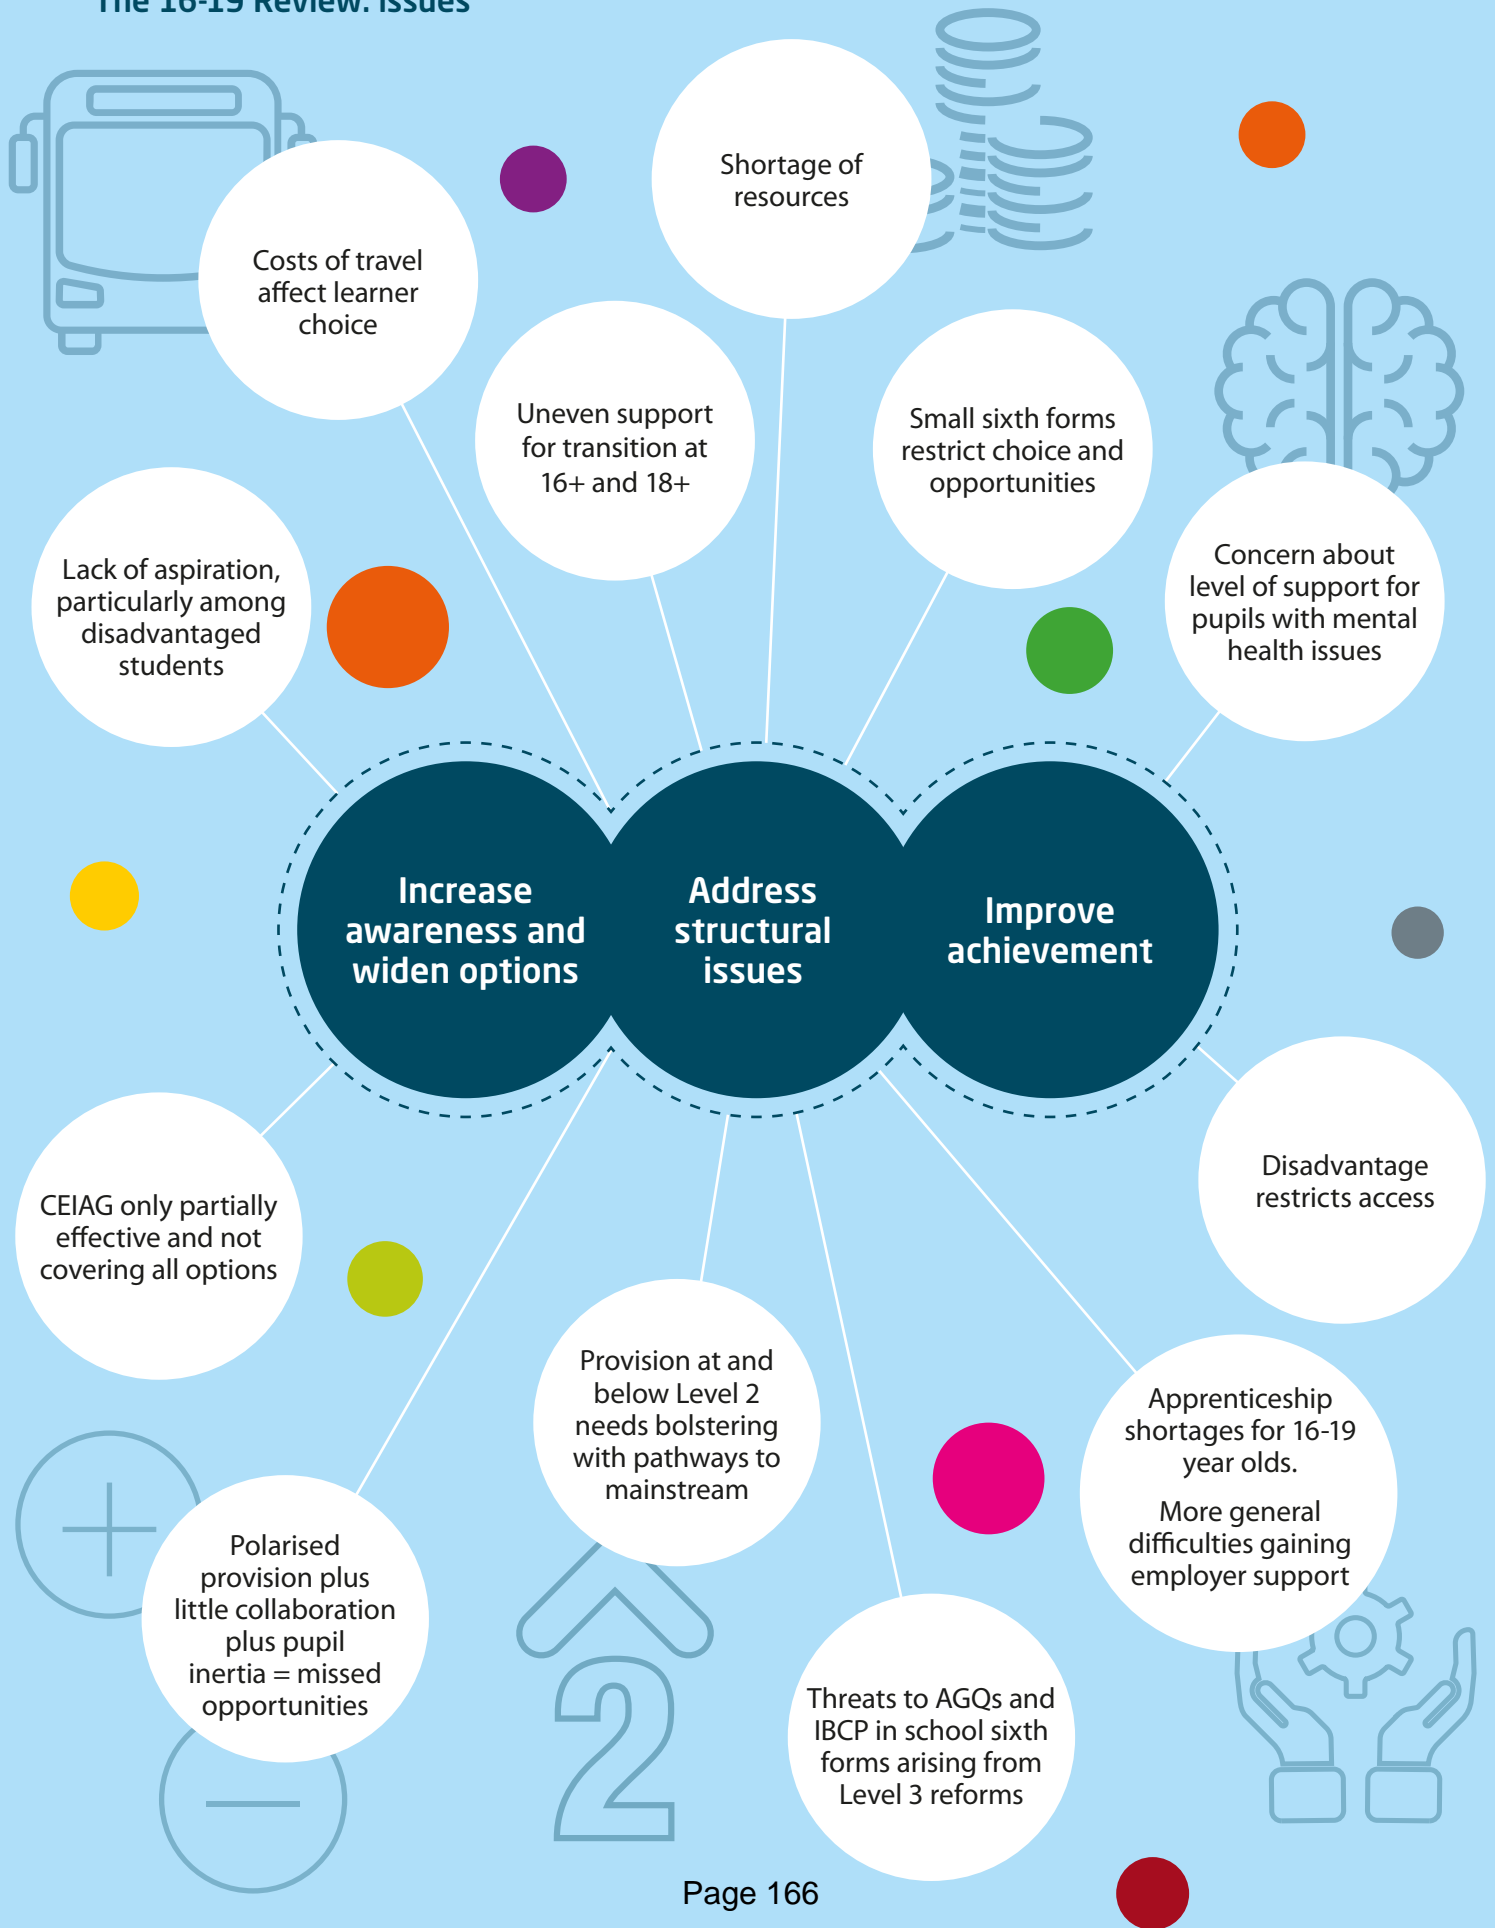 The 16-19 Review: Issues
Shortage of
resources
Costs of travel
affect learner
choice
Uneven support
for transition at
16+ and 18+
Small sixth forms
restrict choice and
opportunities
Concern about
level of support for
pupils with mental
health issues
Lack of aspiration,
particularly among
disadvantaged
students
Increase
awareness and
widen options
Address
structural
issues
Improve
achievement
Disadvantage
restricts access
CEIAG only partially
effective and not
covering all options
Provision at and
below Level 2
needs bolstering
with pathways to
mainstream
Apprenticeship
shortages for 16-19
year olds.
More general
difficulties gaining
employer support
Polarised
provision plus
little collaboration
plus pupil
inertia = missed
opportunities
2
Threats to AGQs and
IBCP in school sixth
forms arising from
Level 3 reforms
Page 166